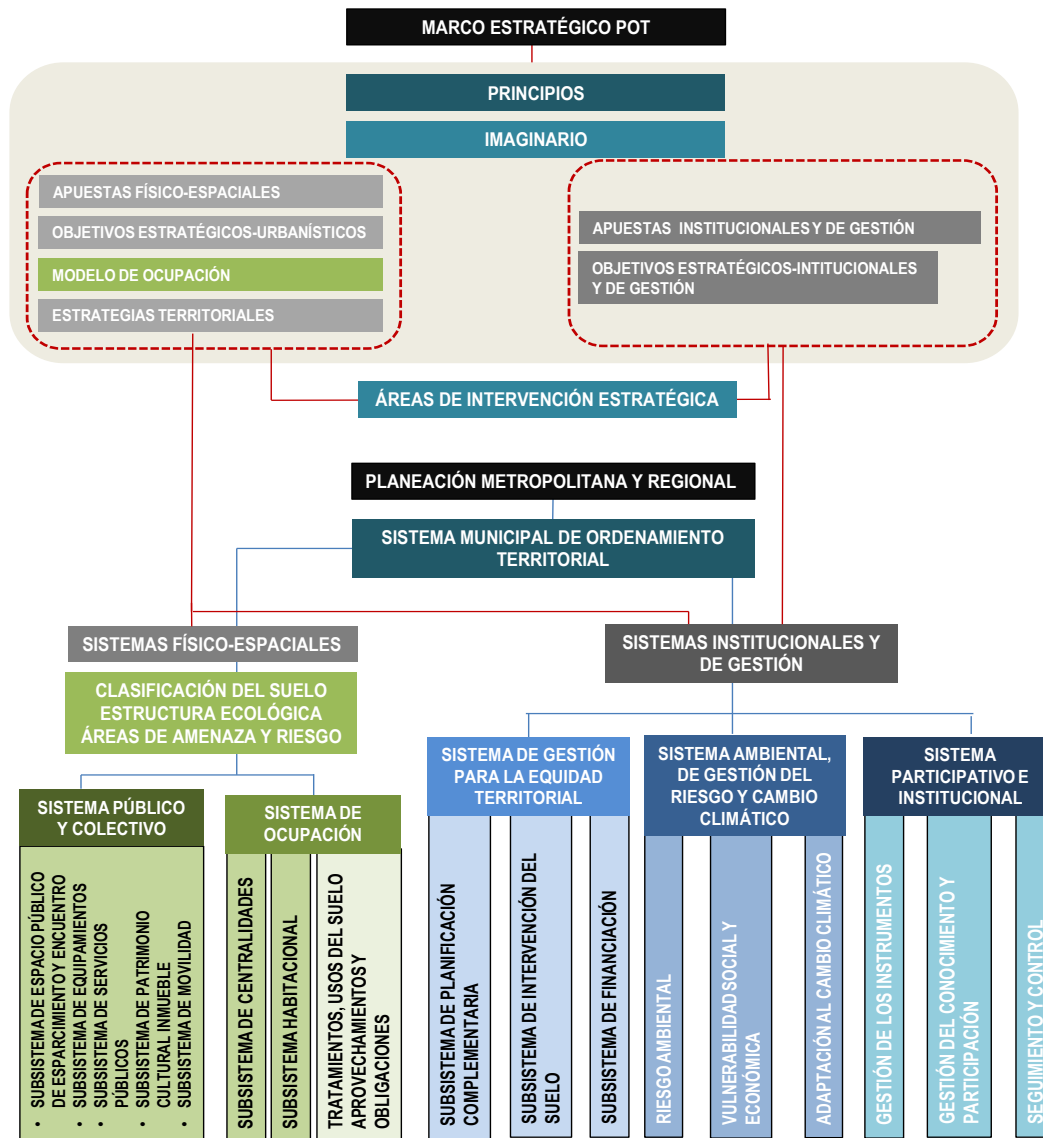 MARCO ESTRATÉGICO POT
PRINCIPIOS
IMAGINARIO
APUESTAS FÍSICO-ESPACIALES
OBJETIVOS ESTRATÉGICOS-URBANÍSTICOS
MODELO DE OCUPACIÓN
ESTRATEGIAS TERRITORIALES
APUESTAS INSTITUCIONALES Y DE GESTIÓN
OBJETIVOS ESTRATÉGICOS-INTITUCIONALES
Y DE GESTIÓN
ÁREAS DE INTERVENCIÓN ESTRATÉGICA
PLANEACIÓN METROPOLITANA Y REGIONAL
SISTEMA MUNICIPAL DE ORDENAMIENTO
TERRITORIAL
SISTEMAS FÍSICO-ESPACIALES
SISTEMAS INSTITUCIONALES Y
DE GESTIÓN
CLASIFICACIÓN DEL SUELO
ESTRUCTURA ECOLÓGICA
ÁREAS DE AMENAZA Y RIESGO
SISTEMA PÚBLICO
Y COLECTIVO
SISTEMA DE
OCUPACIÓN
SISTEMA DE GESTIÓN
PARA LA EQUIDAD
TERRITORIAL
SISTEMA AMBIENTAL,
DE GESTIÓN DEL
RIESGO Y CAMBIO
CLIMÁTICO
SISTEMA
PARTICIPATIVO E
INSTITUCIONAL
• SUBSISTEMA DE ESPACIO PÚBLICO
DE ESPARCIMIENTO Y ENCUENTRO
• SUBSISTEMA DE EQUIPAMIENTOS
• SUBSISTEMA DE SERVICIOS
PÚBLICOS
• SUBSISTEMA DE PATRIMONIO
CULTURAL INMUEBLE
• SUBSISTEMA DE MOVILIDAD
SUBSISTEMA DE CENTRALIDADES
SUBSISTEMA HABITACIONAL
TRATAMIENTOS, USOS DEL SUELO
APROVECHAMIENTOS Y
OBLIGACIONES
SUBSISTEMA DE PLANIFICACIÓN
COMPLEMENTARIA
SUBSISTEMA DE INTERVENCIÓN DEL
SUELO
SUBSISTEMA DE FINANCIACIÓN
RIESGO AMBIENTAL
VULNERABILIDAD SOCIAL Y
ECONÓMICA
ADAPTACIÓN AL CAMBIO CLIMÁTICO
GESTIÓN DE LOS INSTRUMENTOS
GESTIÓN DEL CONOCIMIENTO Y
PARTICIPACIÓN
SEGUIMIENTO Y CONTROL